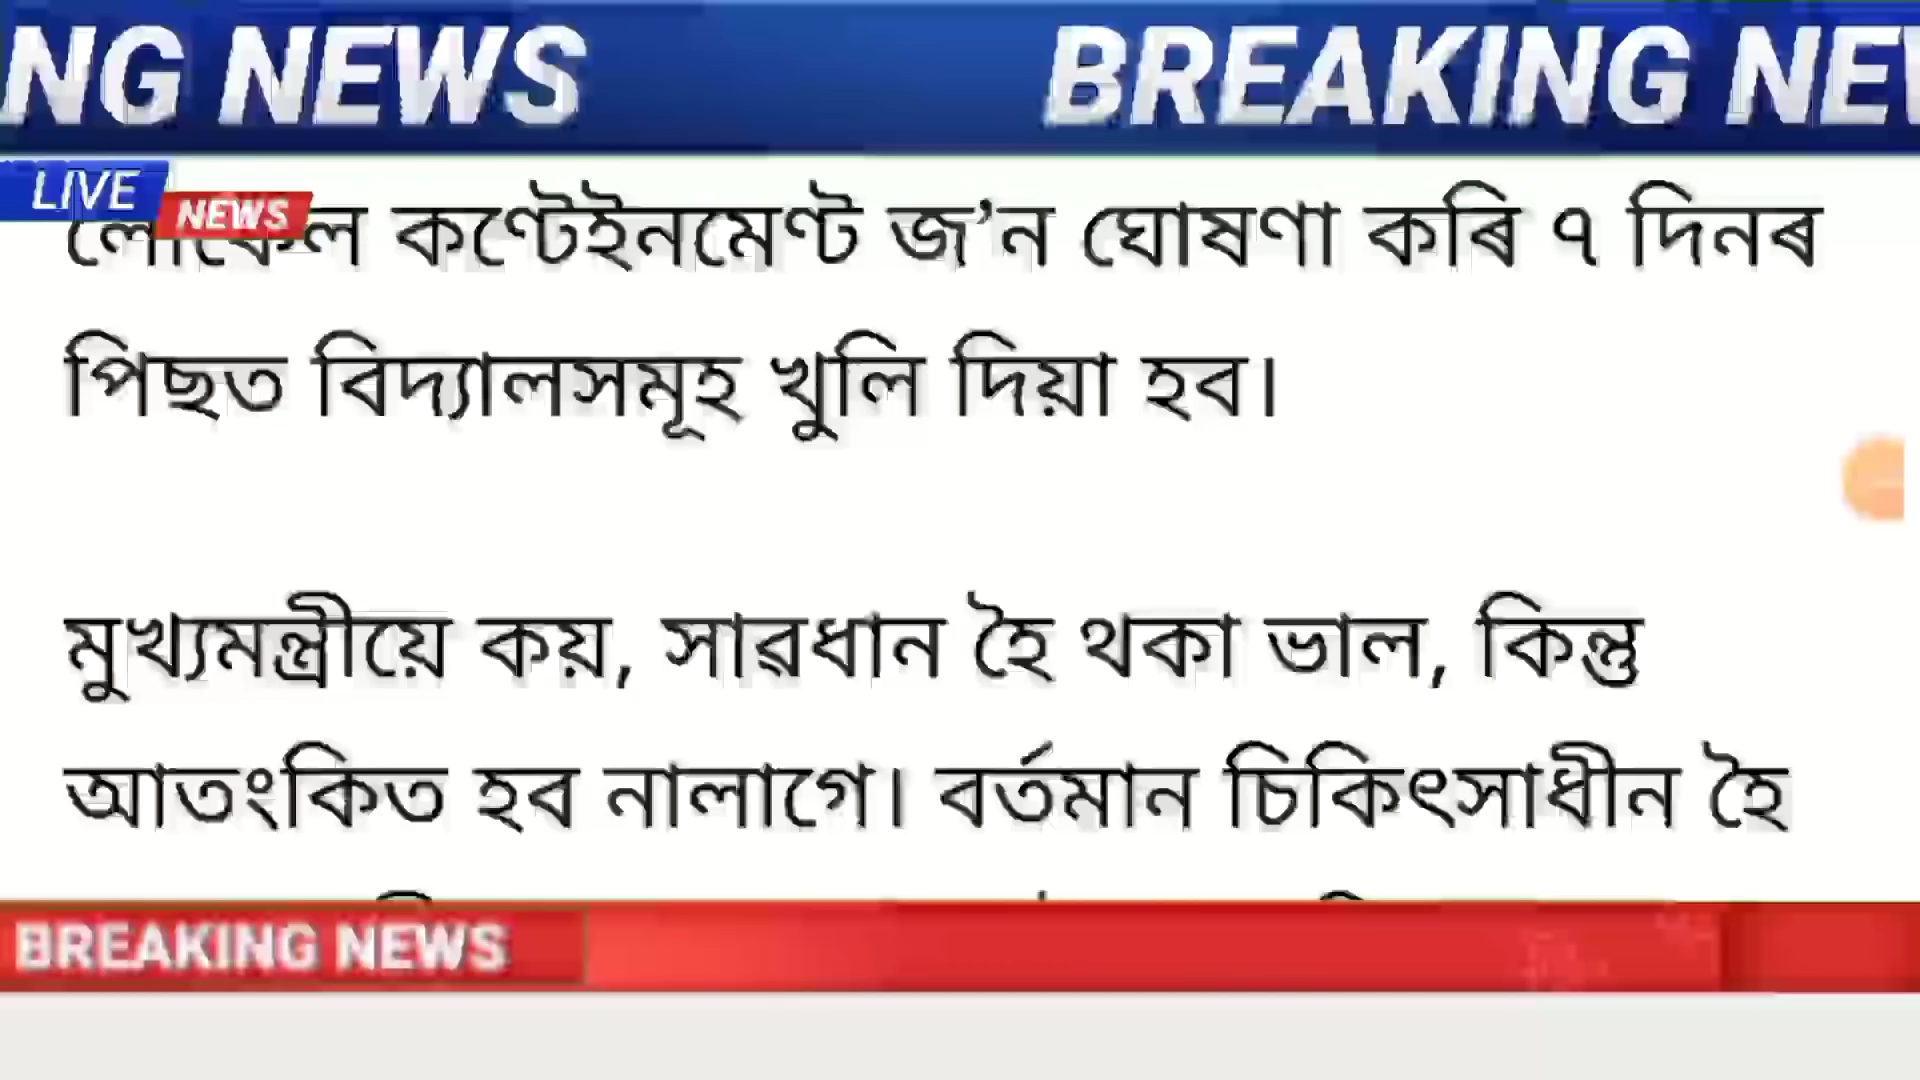 NG NEWS BREAKING NEW
LIVE
NEWS
লোকেল কণ্টেইনমেণ্ট জ’ন ঘোষণা কৰি ৭ দিনৰ
পিছত বিদ্যালসমূহ খুলি দিয়া হব।
মুখ্যমন্ত্ৰীয়ে কয়, সাৱধান হৈ থকা ভাল, কিন্তু
আতংকিত হব নালাগে। বৰ্তমান চিকিৎসাধীন হৈ
BREAKING NEWS